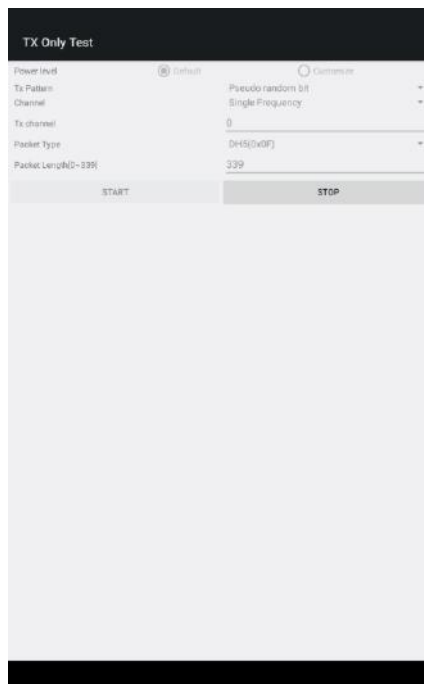 TX Only Test
Power level Default Customize
Tx Pattern Pseudo random bit
Channel Single Frequency
Tx channel 0
Packet Type DH5(0x0F)
Packet Length(0~339( 339
START STOP